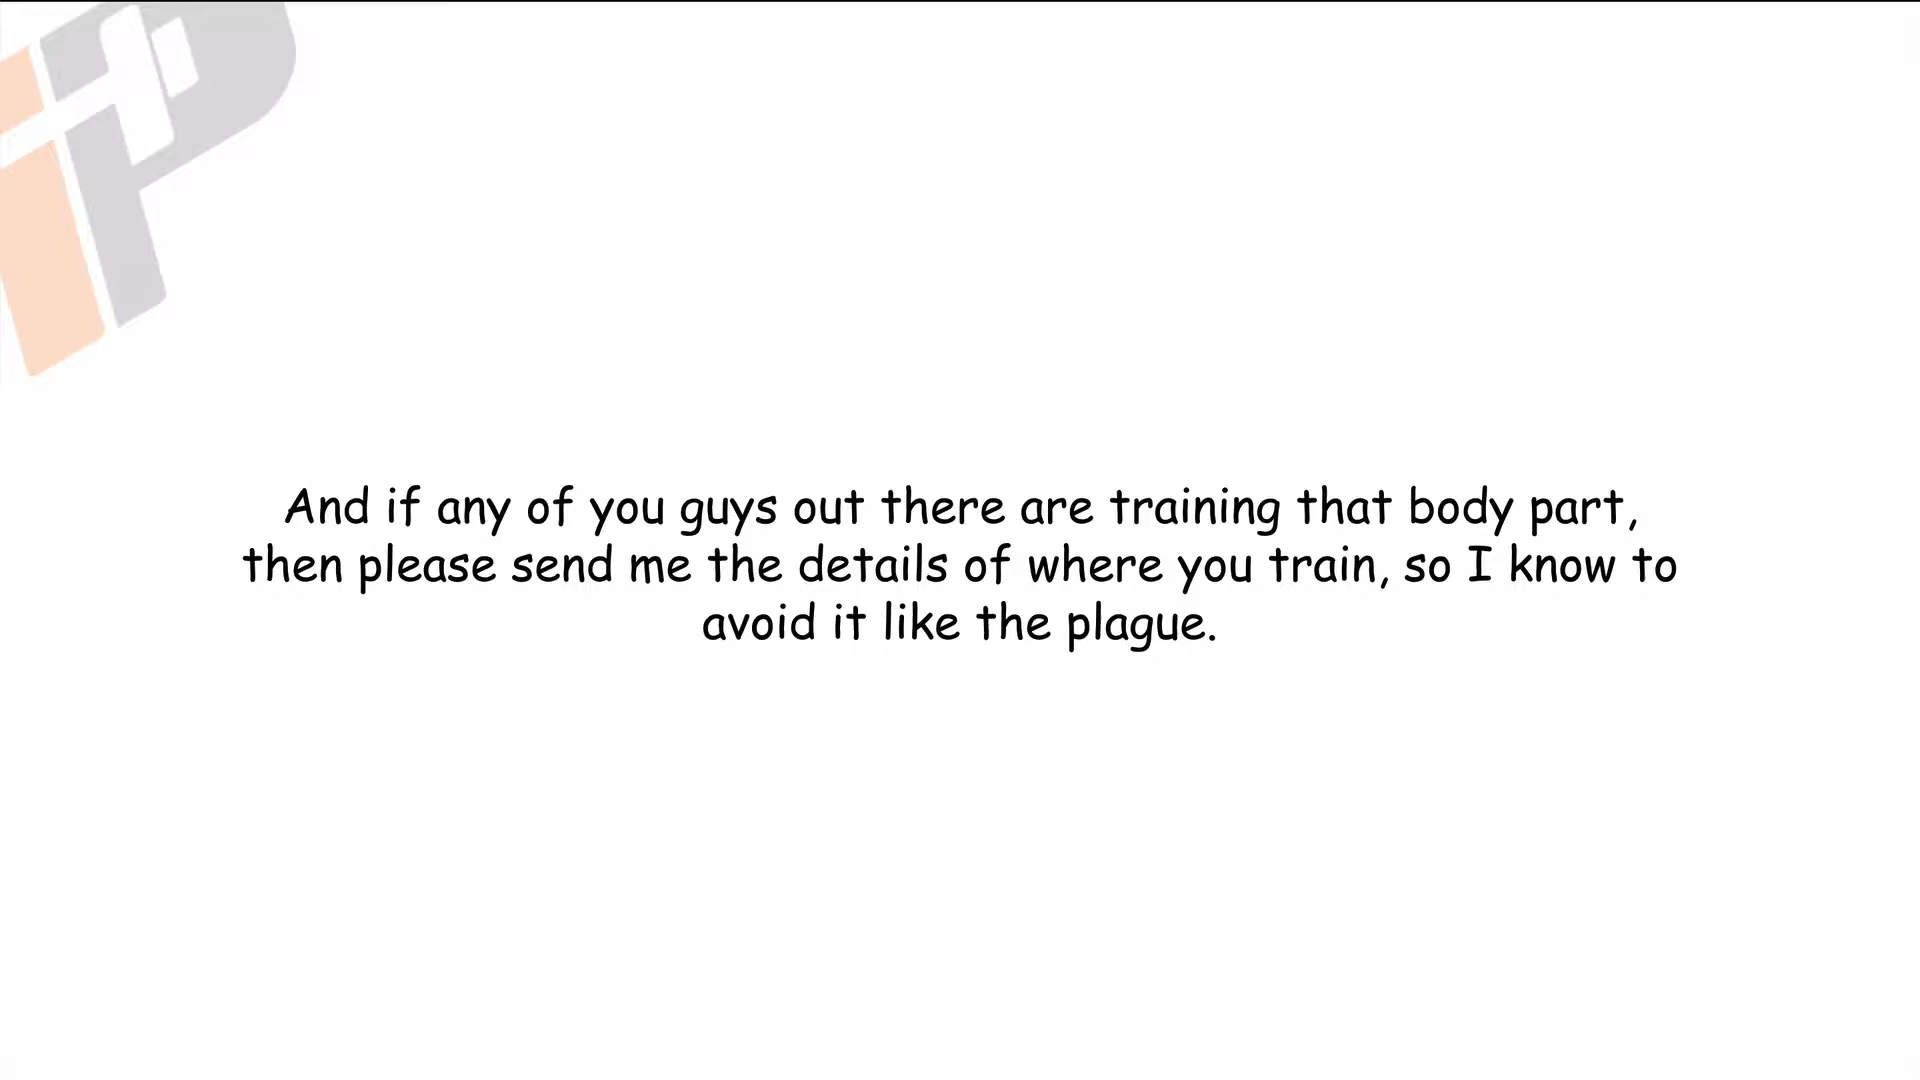 And if any of you guys out there are training that body part,
then please send me the details of where you train, so I know to
avoid it like the plague.